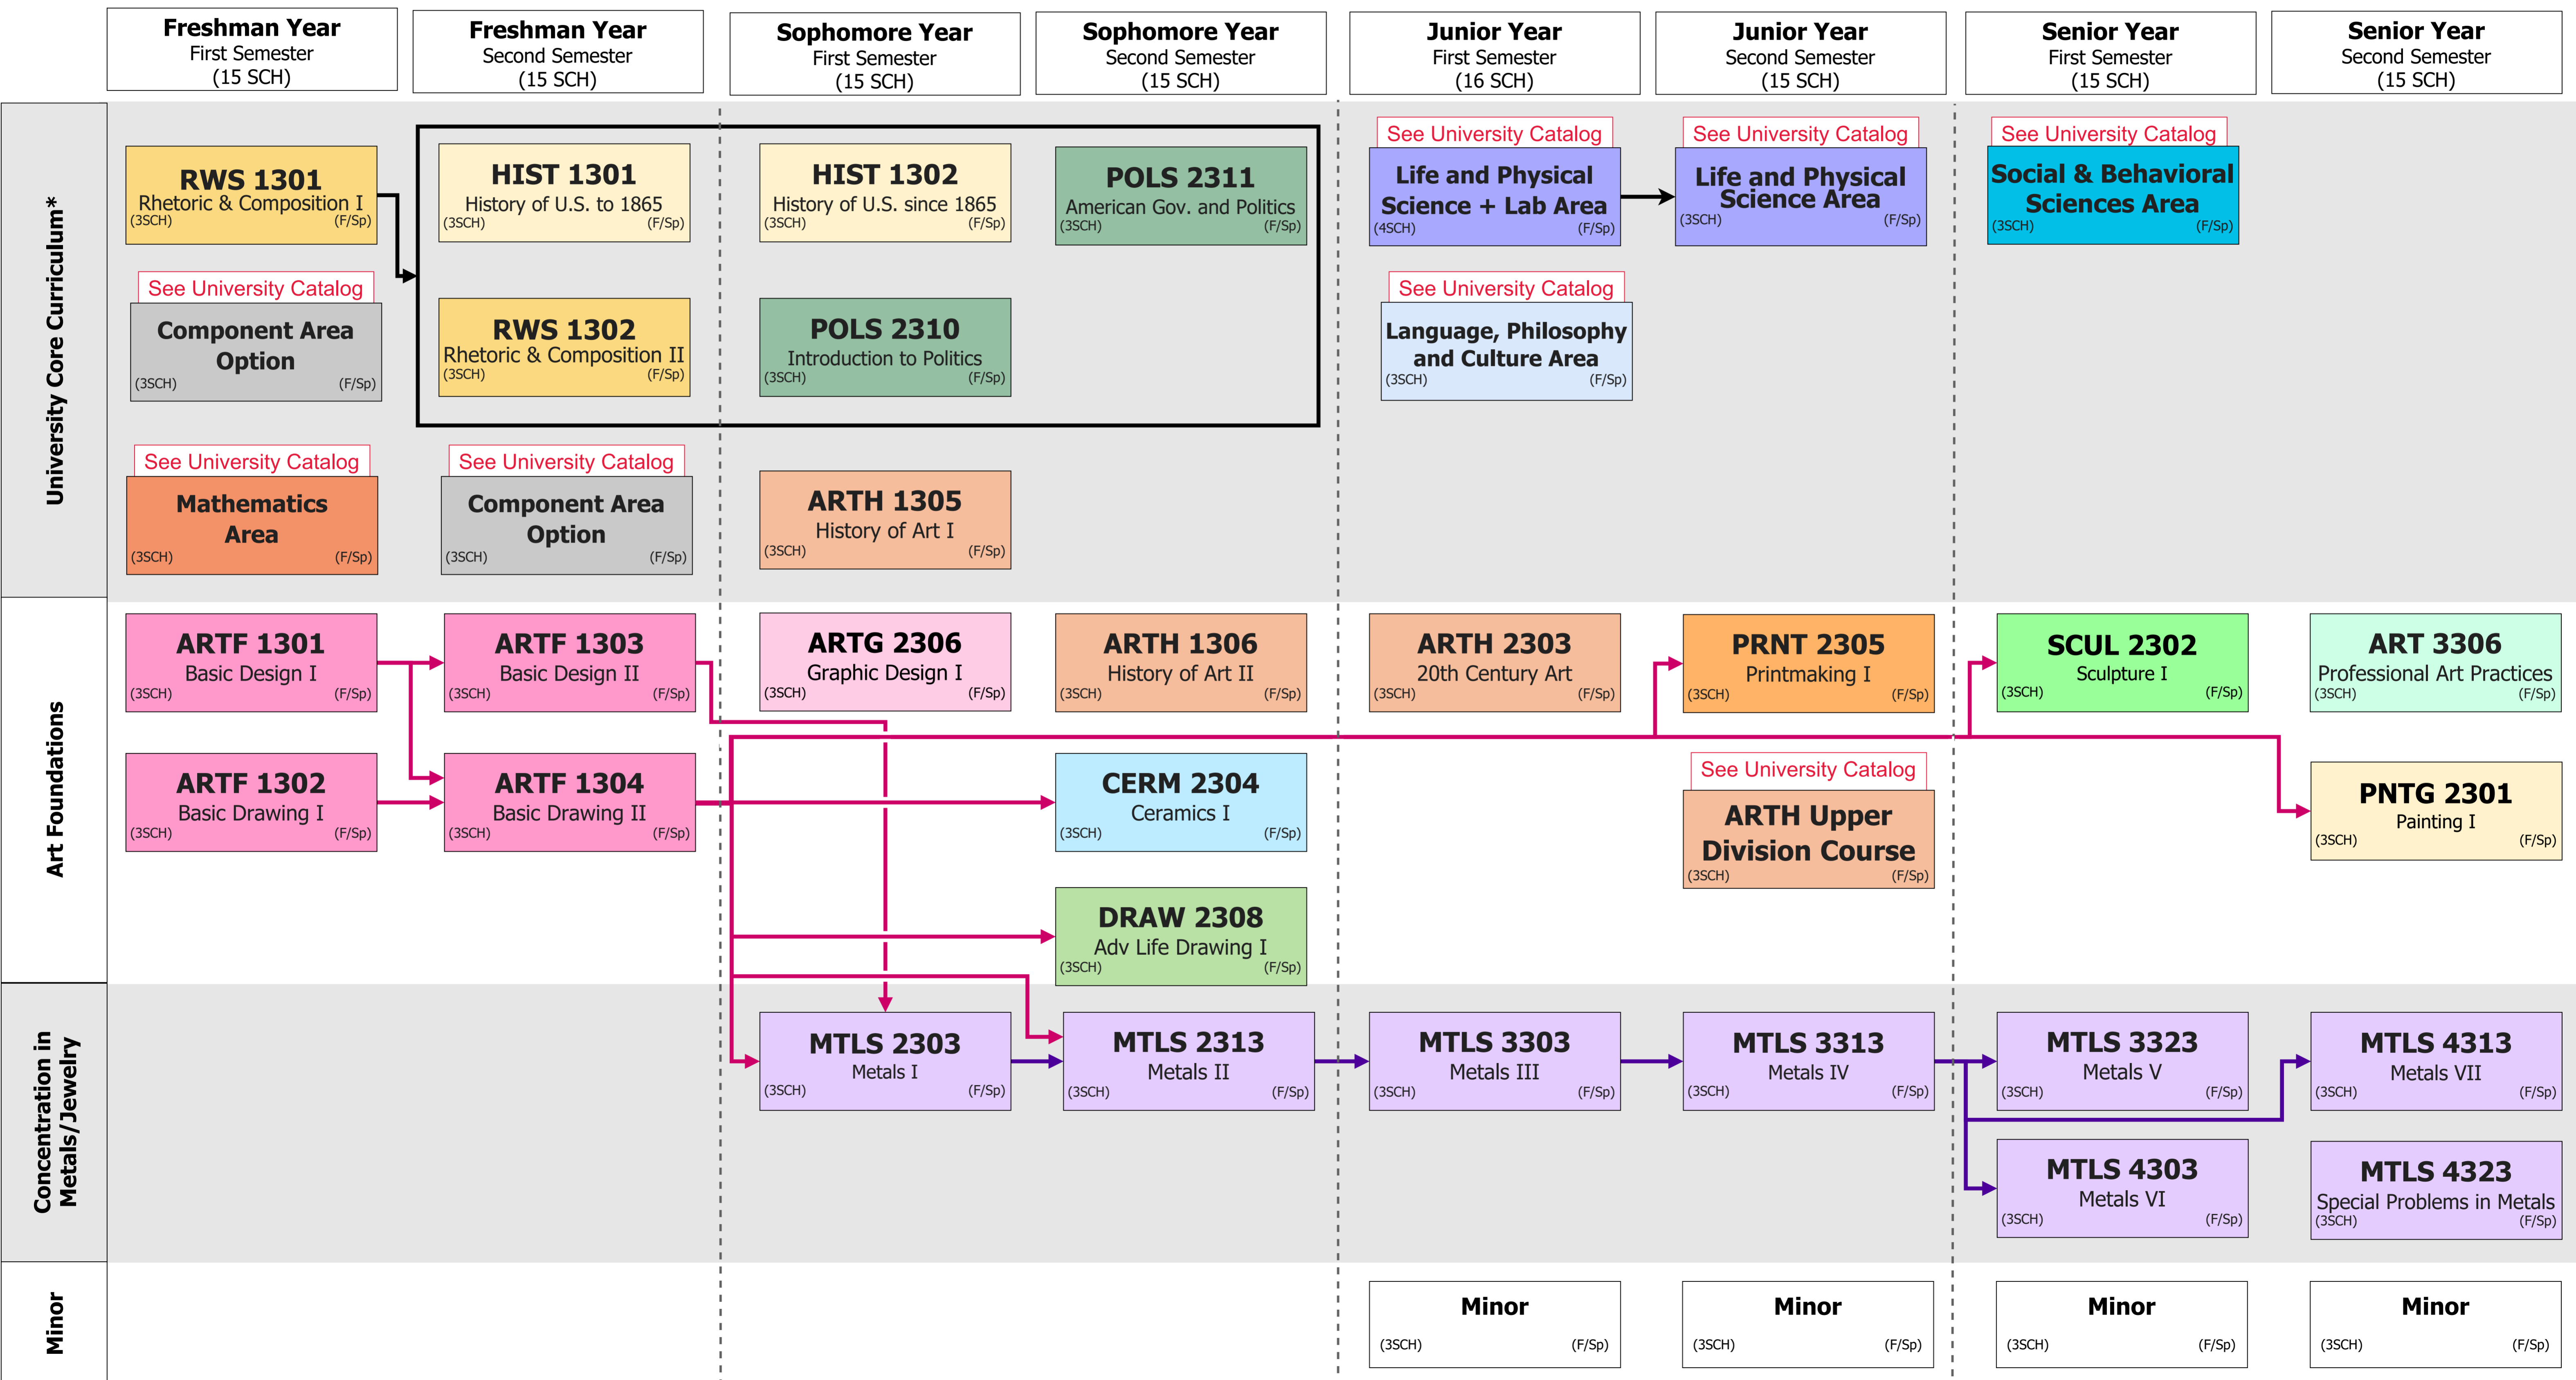 Freshman Year
First Semester
(15 SCH)
Freshman Year
Second Semester
(15 SCH)
Sophomore Year
First Semester
(15 SCH)
Sophomore Year
Second Semester
(15 SCH)
Junior Year
First Semester
(16 SCH)
Junior Year
Second Semester
(15 SCH)
Senior Year
First Semester
(15 SCH)
Senior Year
Second Semester
(15 SCH)
University Core Curriculum*
RWS 1301
Rhetoric & Composition I
(3SCH) (F/Sp)
HIST 1301
History of U.S. to 1865
(3SCH) (F/Sp)
HIST 1302
History of U.S. since 1865
(3SCH) (F/Sp)
POLS 2311
American Gov. and Politics
(3SCH) (F/Sp)
See University Catalog
Life and Physical
Science + Lab Area
(4SCH) (F/Sp)
See University Catalog
Life and Physical
Science Area
(3SCH) (F/Sp)
See University Catalog
Social & Behavioral
Sciences Area
(3SCH) (F/Sp)
See University Catalog
Component Area
Option
(3SCH) (F/Sp)
RWS 1302
Rhetoric & Composition II
(3SCH) (F/Sp)
POLS 2310
Introduction to Politics
(3SCH) (F/Sp)
See University Catalog
Language, Philosophy
and Culture Area
(3SCH) (F/Sp)
See University Catalog
Mathematics
Area
(3SCH) (F/Sp)
See University Catalog
Component Area
Option
(3SCH) (F/Sp)
ARTH 1305
History of Art I
(3SCH) (F/Sp)
Art Foundations
ARTF 1301
Basic Design I
(3SCH) (F/Sp)
ARTF 1303
Basic Design II
(3SCH) (F/Sp)
ARTG 2306
Graphic Design I
(3SCH) (F/Sp)
ARTH 1306
History of Art II
(3SCH) (F/Sp)
ARTH 2303
20th Century Art
(3SCH) (F/Sp)
PRNT 2305
Printmaking I
(3SCH) (F/Sp)
SCUL 2302
Sculpture I
(3SCH) (F/Sp)
ART 3306
Professional Art Practices
(3SCH) (F/Sp)
ARTF 1302
Basic Drawing I
(3SCH) (F/Sp)
ARTF 1304
Basic Drawing II
(3SCH) (F/Sp)
CERM 2304
Ceramics I
(3SCH) (F/Sp)
See University Catalog
ARTH Upper
Division Course
(3SCH) (F/Sp)
PNTG 2301
Painting I
(3SCH) (F/Sp)
DRAW 2308
Adv Life Drawing I
(3SCH) (F/Sp)
Concentration in
Metals/Jewelry
MTLS 2303
Metals I
(3SCH) (F/Sp)
MTLS 2313
Metals II
(3SCH) (F/Sp)
MTLS 3303
Metals III
(3SCH) (F/Sp)
MTLS 3313
Metals IV
(3SCH) (F/Sp)
MTLS 3323
Metals V
(3SCH) (F/Sp)
MTLS 4313
Metals VII
(3SCH) (F/Sp)
MTLS 4303
Metals VI
(3SCH) (F/Sp)
MTLS 4323
Special Problems in Metals
(3SCH) (F/Sp)
Minor
Minor
(3SCH) (F/Sp)
Minor
(3SCH) (F/Sp)
Minor
(3SCH) (F/Sp)
Minor
(3SCH) (F/Sp)